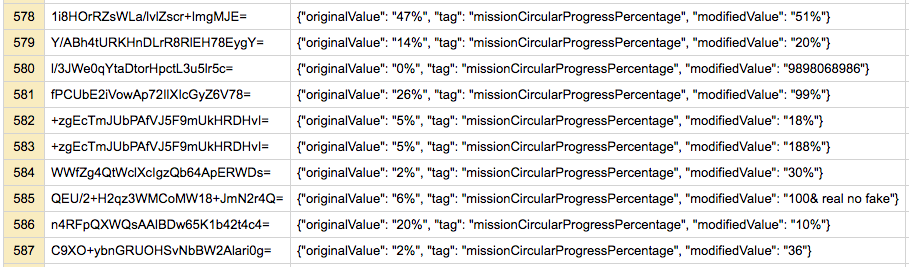 578 1i8HOrRZsWLa/lvlZscr+ImgMJE= {"originalValue": "47%", "tag": "missionCircularProgressPercentage", "modifiedValue": "51%"}
579 Y/ABh4tURKHnDLrR8RlEH78EygY= {"originalValue": "14%", "tag": "missionCircularProgressPercentage", "modifiedValue": "20%"}
580 l/3JWe0qYtaDtorHpctL3u5lr5c= {"originalValue": "0%", "tag": "missionCircularProgressPercentage", "modifiedValue": "9898068986"}
581 fPCUbE2iVowAp72IlXIcGyZ6V78= {"originalValue": "26%", "tag": "missionCircularProgressPercentage", "modifiedValue": "99%"}
582 +zgEcTmJUbPAfVJ5F9mUkHRDHvI= {"originalValue": "5%", "tag": "missionCircularProgressPercentage", "modifiedValue": "18%"}
583 +zgEcTmJUbPAfVJ5F9mUkHRDHvI= {"originalValue": "5%", "tag": "missionCircularProgressPercentage", "modifiedValue": "188%"}
584 WWfZg4QtWclXcIgzQb64ApERWDs= {"originalValue": "2%", "tag": "missionCircularProgressPercentage", "modifiedValue": "30%"}
585 QEU/2+H2qz3WMCoMW18+JmN2r4Q= {"originalValue": "6%", "tag": "missionCircularProgressPercentage", "modifiedValue": "100& real no fake"}
586 n4RFpQXWQsAAlBDw65K1b42t4c4= {"originalValue": "20%", "tag": "missionCircularProgressPercentage", "modifiedValue": "10%"}
587 C9XO+ybnGRUOHSvNbBW2Alari0g= {"originalValue": "2%", "tag": "missionCircularProgressPercentage", "modifiedValue": "36"}